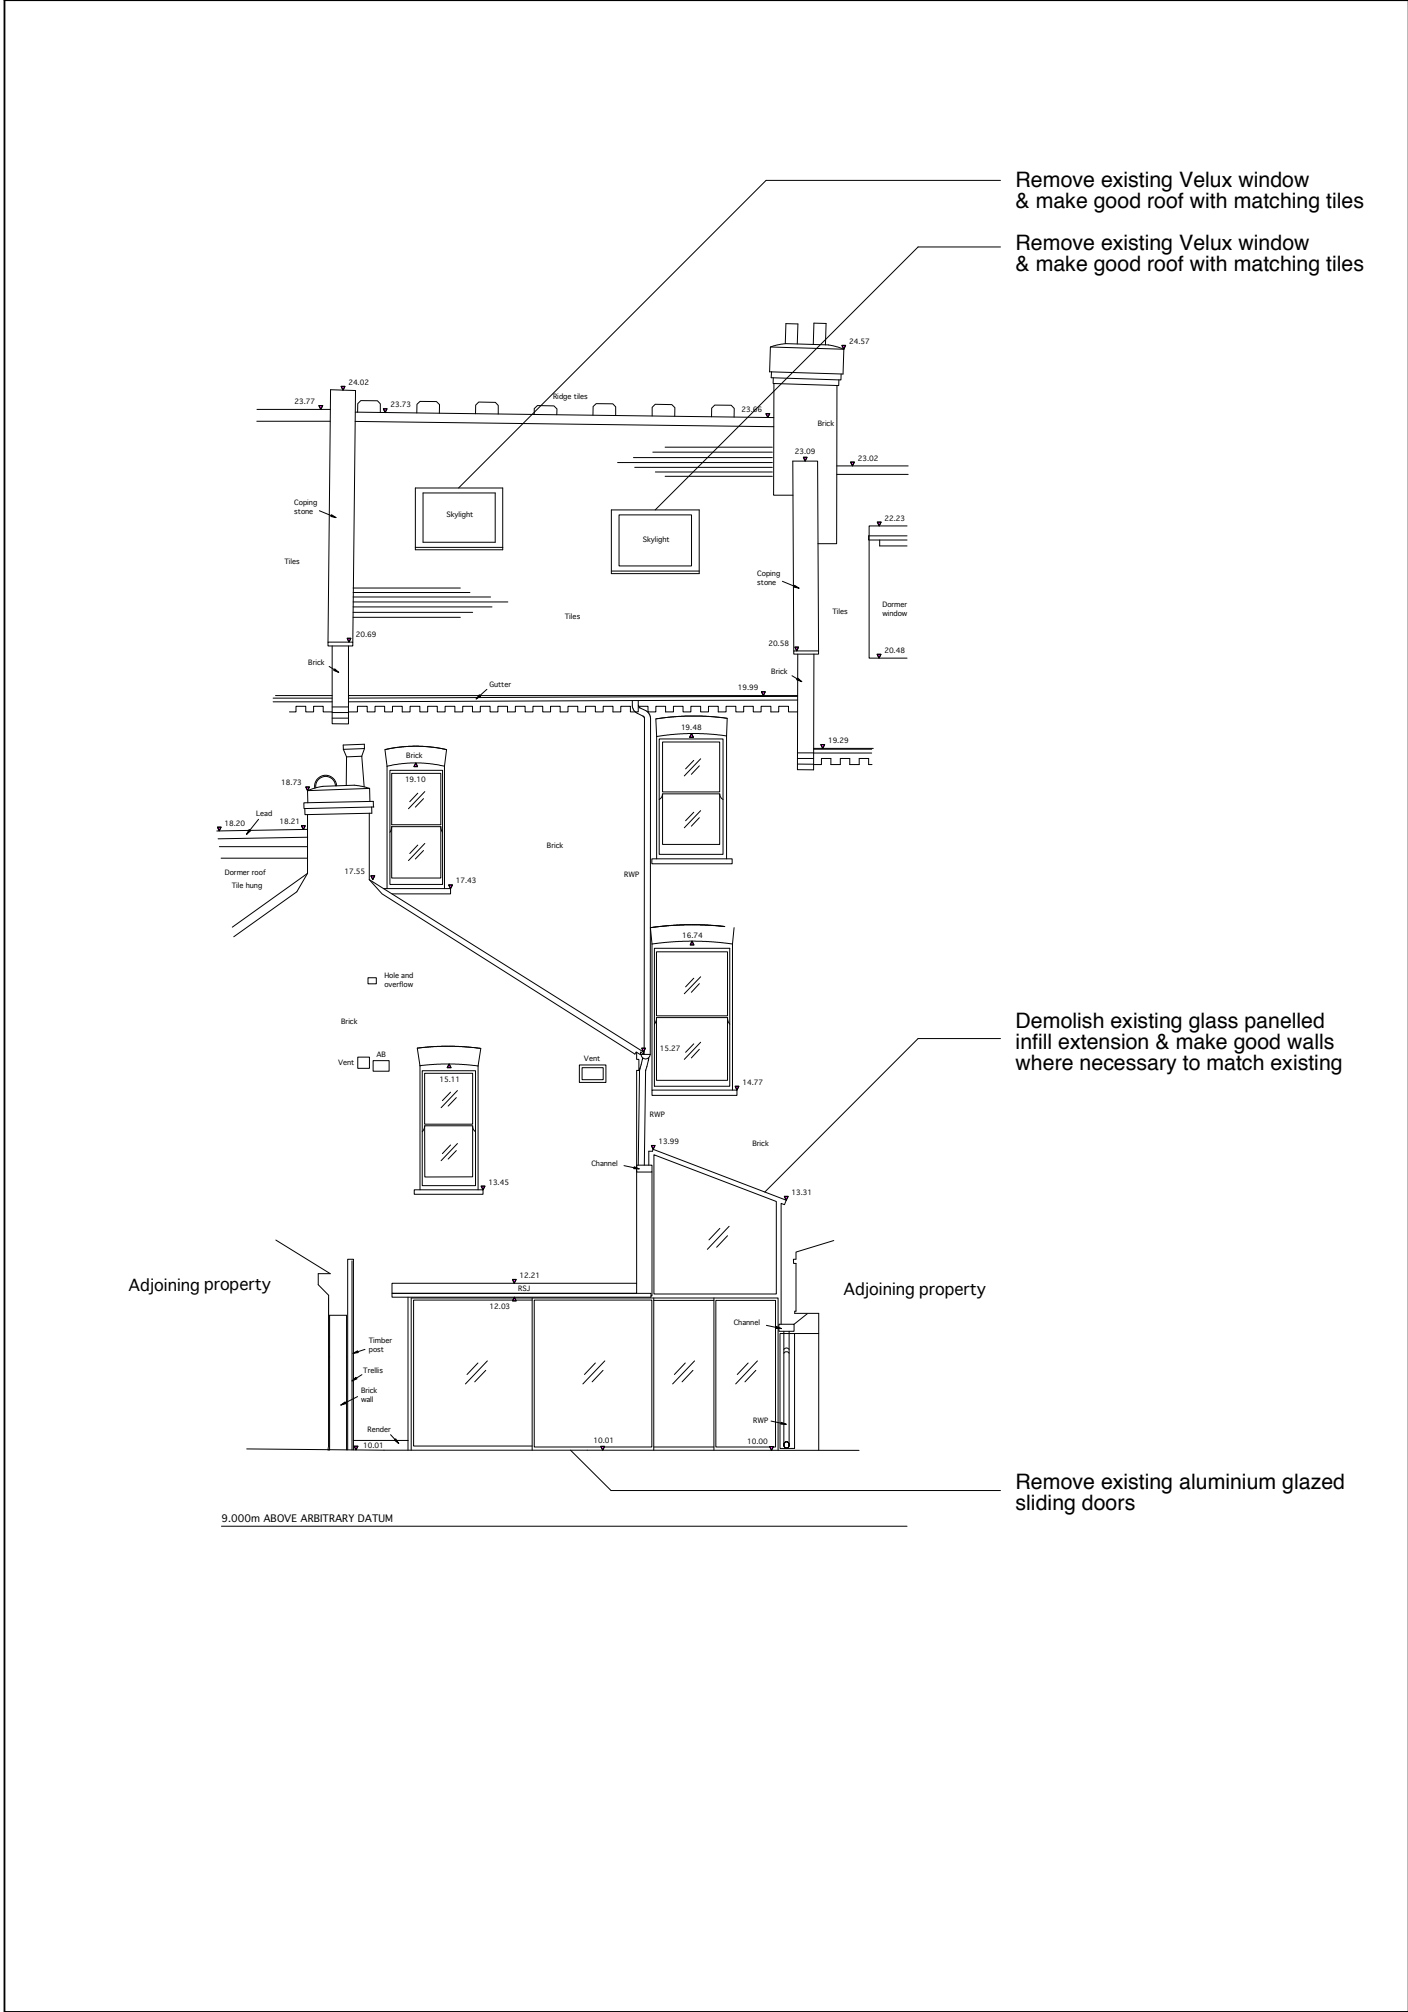 Remove existing Velux window
& make good roof with matching tiles
Remove existing Velux window
& make good roof with matching tiles
24.57
24.02
23.77
23.73
Ridge tiles
23.66
Brick
23.09
23.02
Coping
stone
Skylight
22.23
Skylight
Tiles
Coping
stone
Tiles
Dormer
window
Tiles
20.69
20.58
20.48
Brick
Brick
Gutter
19.99
19.48
19.29
Brick
19.10
18.73
Lead
18.20
18.21
Brick
Dormer roof
Tile hung
17.55
17.43
RWP
16.74
Hole and
overflow
Brick
Demolish existing glass panelled
infill extension & make good walls
where necessary to match existing
15.27
Vent
AB
Vent
15.11
14.77
RWP
13.99
Brick
Channel
13.45
13.31
Adjoining property
12.21
RSJ
12.03
Adjoining property
Channel
Timber
post
Trellis
Brick
wall
RWP
Render
10.01
10.01
10.00
Remove existing aluminium glazed
sliding doors
9.000m ABOVE ARBITRARY DATUM